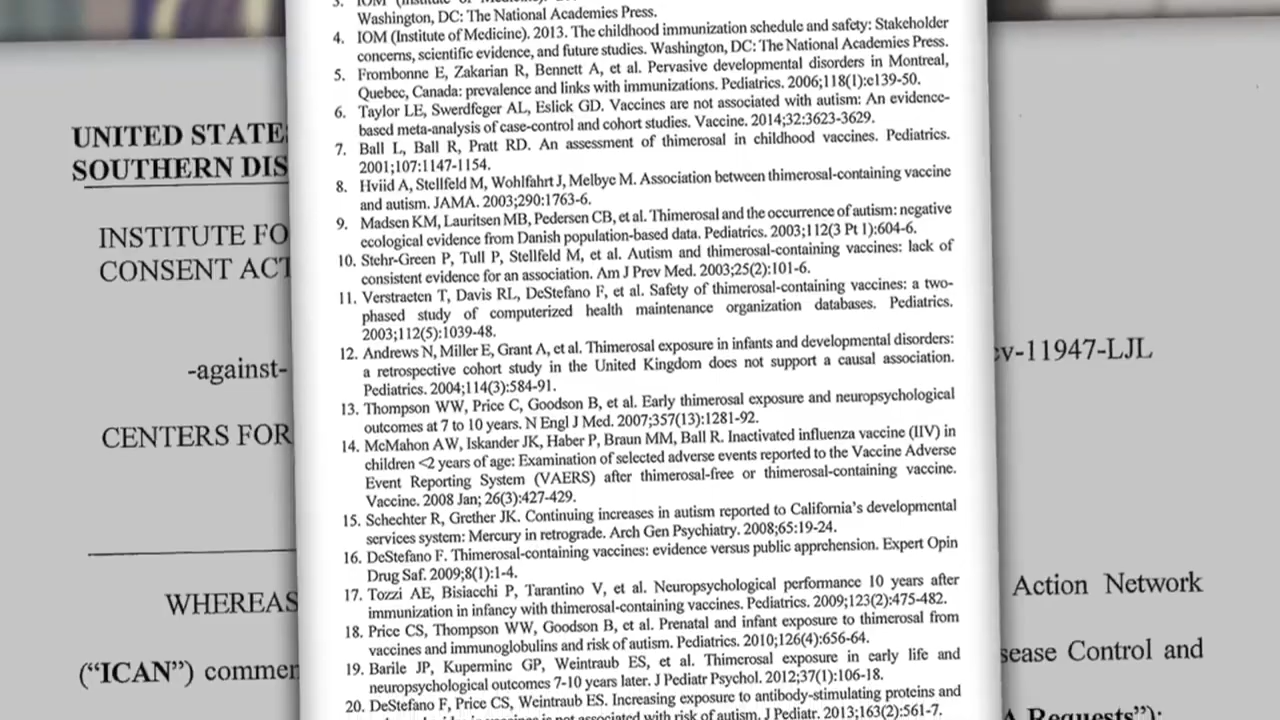 3. IOM (Institute of Medicine).
Washington, DC: The National Academies Press.
4. IOM (Institute of Medicine). 2013. The childhood immunization schedule and safety: Stakeholder
concerns, scientific evidence, and future studies. Washington, DC: The National Academies Press.
5. Frombonne E, Zakarian R, Bennett A, et al. Pervasive developmental disorders in Montreal,
Quebec, Canada: prevalence and links with immunizations. Pediatrics. 2006;118(1):e139-50.
6. Taylor LE, Swerdfeger AL, Eslick GD. Vaccines are not associated with autism: An evidence-
based meta-analysis of case-control and cohort studies. Vaccine. 2014;32:3623-3629.
7. Ball L, Ball R, Pratt RD. An assessment of thimerosal in childhood vaccines. Pediatrics.
2001;107:1147-1154.
8. Hviid A, Stellfeld M, Wohlfahrt J, Melbye M. Association between thimerosal-containing vaccine
and autism. JAMA. 2003;290:1763-6.
9. Madsen KM, Lauritsen MB, Pedersen CB, et al. Thimerosal and the occurrence of autism: negative
ecological evidence from Danish population-based data. Pediatrics. 2003;112(3 Pt 1):604-6.
10. Stehr-Green P, Tull P, Stellfeld M, et al. Autism and thimerosal-containing vaccines: lack of
consistent evidence for an association. Am J Prev Med. 2003;25(2):101-6.
11. Verstraeten T, Davis RL, DeStefano F, et al. Safety of thimerosal-containing vaccines: a two-
phased study of computerized health maintenance organization databases. Pediatrics.
2003;112(5):1039-48.
12. Andrews N, Miller E, Grant A, et al. Thimerosal exposure in infants and developmental disorders:
a retrospective cohort study in the United Kingdom does not support a causal association.
Pediatrics. 2004;114(3):584-91.
13. Thompson WW, Price C, Goodson B, et al. Early thimerosal exposure and neuropsychological
outcomes at 7 to 10 years. N Engl J Med. 2007;357(13):1281-92.
14. McMahon AW, Iskander JK, Haber P, Braun MM, Ball R. Inactivated influenza vaccine (IIV) in
children <2 years of age: Examination of selected adverse events reported to the Vaccine Adverse
Event Reporting System (VAERS) after thimerosal-free or thimerosal-containing vaccine.
Vaccine. 2008 Jan; 26(3):427-429.
15. Schechter R, Grether JK. Continuing increases in autism reported to California's developmental
services system: Mercury in retrograde. Arch Gen Psychiatry. 2008;65:19-24.
16. DeStefano F. Thimerosal-containing vaccines: evidence versus public apprehension. Expert Opin
Drug Saf. 2009;8(1):1-4.
17. Tozzi AE, Bisiacchi P, Tarantino V, et al. Neuropsychological performance 10 years after
immunization in infancy with thimerosal-containing vaccines. Pediatrics. 2009;123(2):475-482.
18. Price CS, Thompson WW, Goodson B, et al. Prenatal and infant exposure to thimerosal from
vaccines and immunoglobulins and risk of autism. Pediatrics. 2010;126(4):656-64.
19. Barile JP, Kuperminc GP, Weintraub ES, et al. Thimerosal exposure in early life and
neuropsychological outcomes 7-10 years later. J Pediatr Psychol. 2012;37(1):106-18.
20. DeStefano F, Price CS, Weintraub ES. Increasing exposure to antibody-stimulating proteins and
in vaccines is not associated with risk of autism. J Pediatr. 2013;163(2):561-7.
UNITED STATE
SOUTHERN DIS
INSTITUTE FO
CONSENT ACT
-against-
cv-11947-LJL
CENTERS FOR
WHEREAS
Action Network
("ICAN") commen
sease Control and
A Requests");